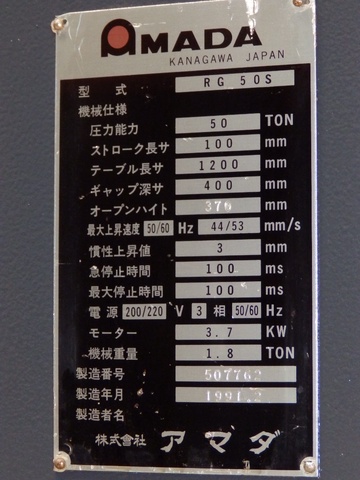 AMADA
KANAGAWA JAPAN
型式 RG 50S
機械仕様
圧力能力 50 TON
ストローク長サ 100 mm
テーブル長サ 1200 mm
ギャップ深サ 400 mm
オープンハイト 370 mm
最大上昇速度 50/60 Hz 44/53 mm/s
慣性上昇値 3 mm
急停止時間 100 ms
最大停止時間 100 ms
電源 200/220 V 3 相 50/60 Hz
モーター 3.7 KW
機械重量 1.8 TON
製造番号 507762
製造年月
製造者名
株式會社 アマダ